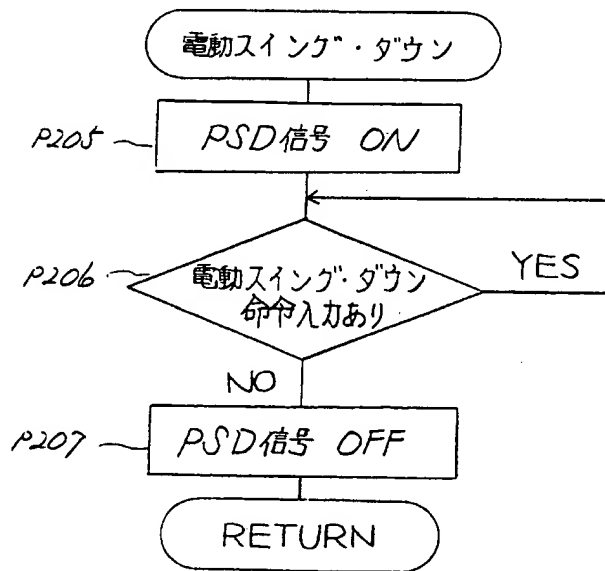 電動スイング・ダウン
P205
PSD信号 ON
P206
電動スイング・ダウン
命令入力あり
YES
NO
P207
PSD信号 OFF
RETURN